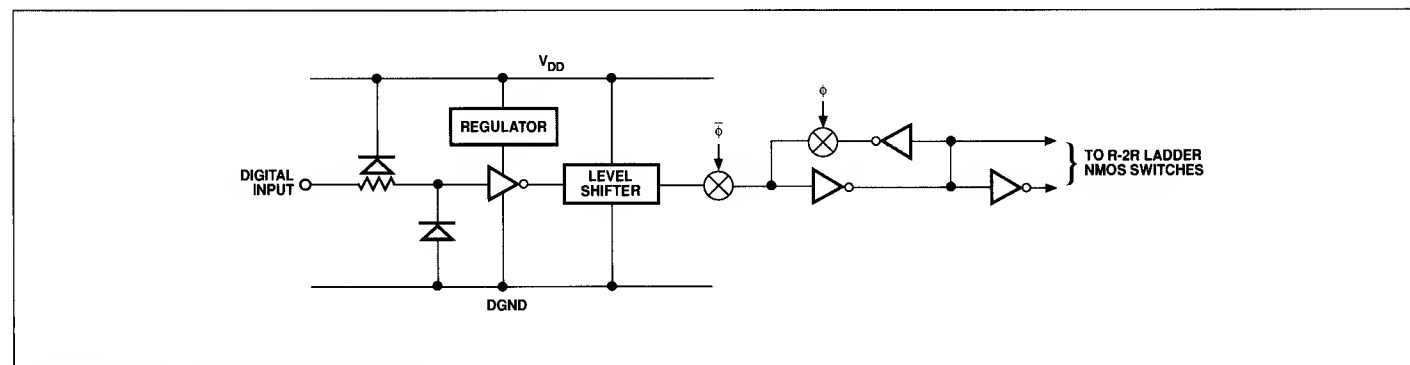 V_DD
REGULATOR
DIGITAL
INPUT
LEVEL
SHIFTER
DGND
φ̅
φ
TO R-2R LADDER
NMOS SWITCHES